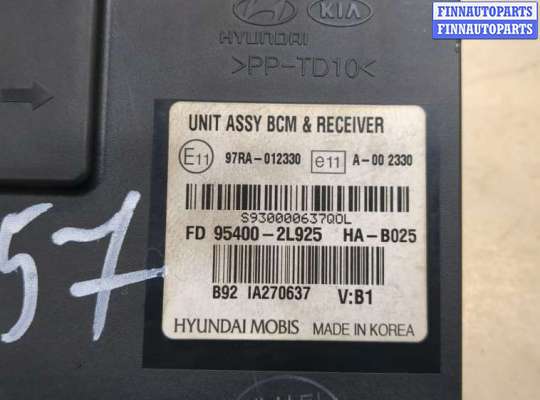 FINNAUTOPARTS
FINNAUTOPARTS
KIA
HYUNDAI
>PP-TD10<
UNIT ASSY BCM & RECEIVER
E11 97RA-012330 e11 A-00 2330
S930000637QOL
FD 95400-2L925 HA-B025
B92 IA270637 V:B1
HYUNDAI MOBIS MADE IN KOREA
57